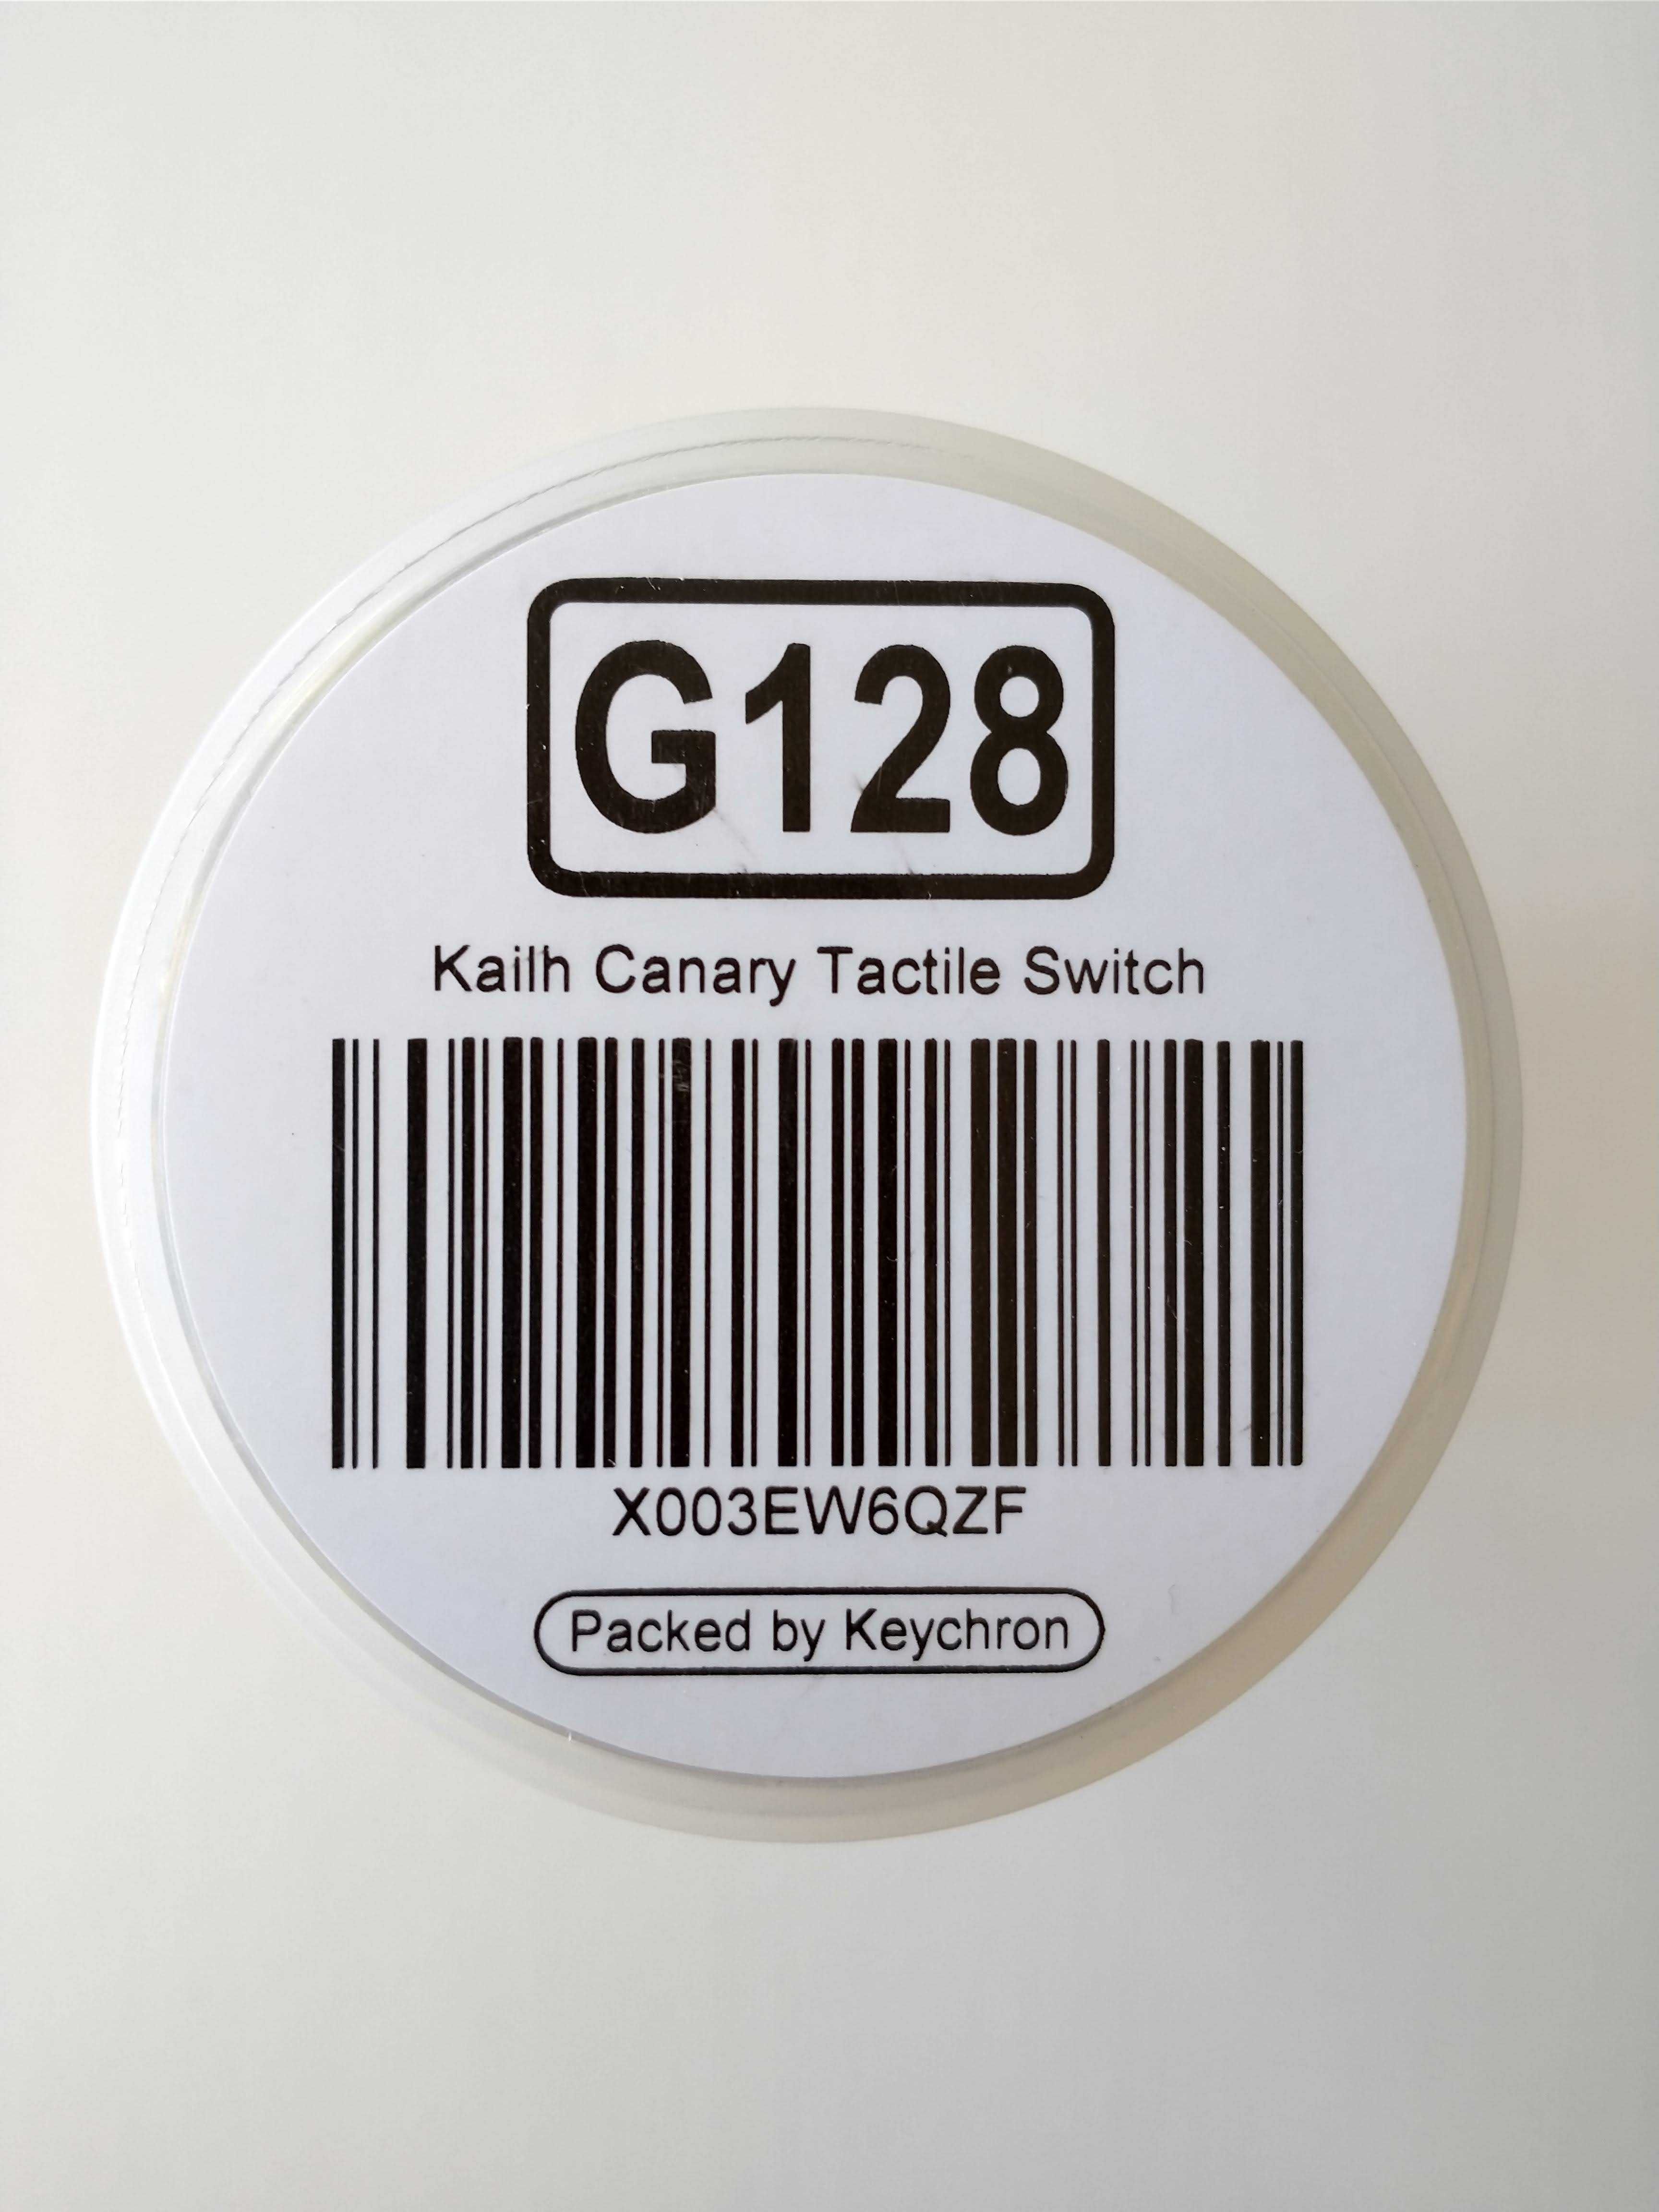 G128
Kailh Canary Tactile Switch
X003EW6QZF
Packed by Keychron